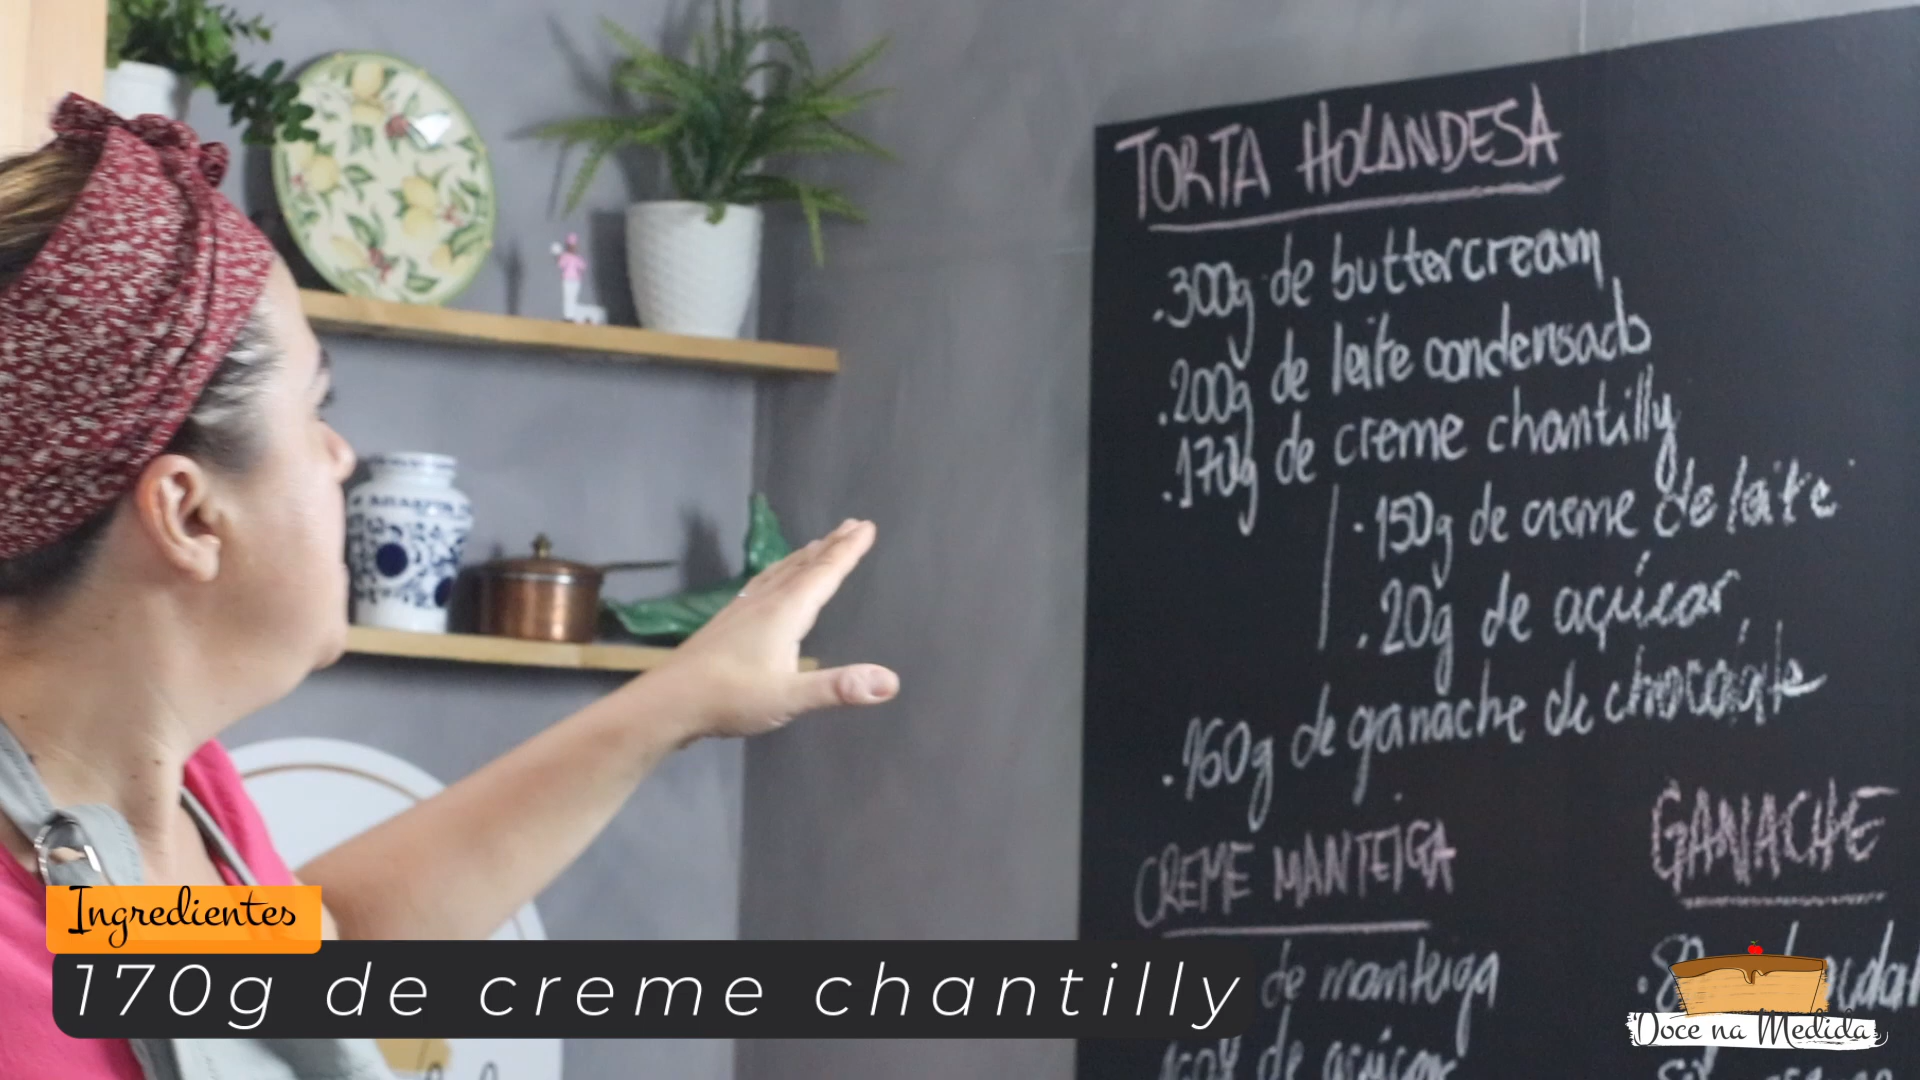 TORTA HOLANDESA
.300g de buttercream
.200g de leite condensado
.170g de creme chantilly
.150g de creme de leite
.20g de açúcar
.160g de ganache de chocolate
CREME MANTEIGA
GANACHE
de manteiga
de açúcar
Ingredientes
170g de creme chantilly
Doce na Medida